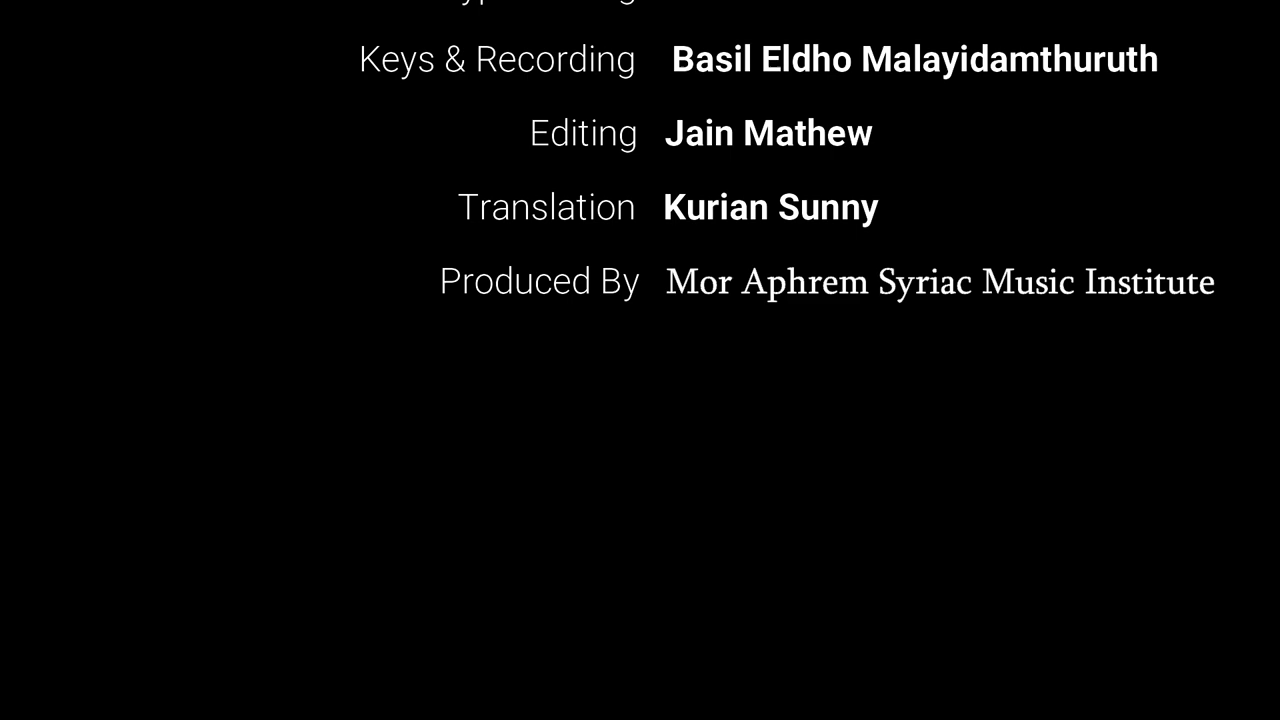 Keys & Recording Basil Eldho Malayidamthuruth
Editing Jain Mathew
Translation Kurian Sunny
Produced By Mor Aphrem Syriac Music Institute